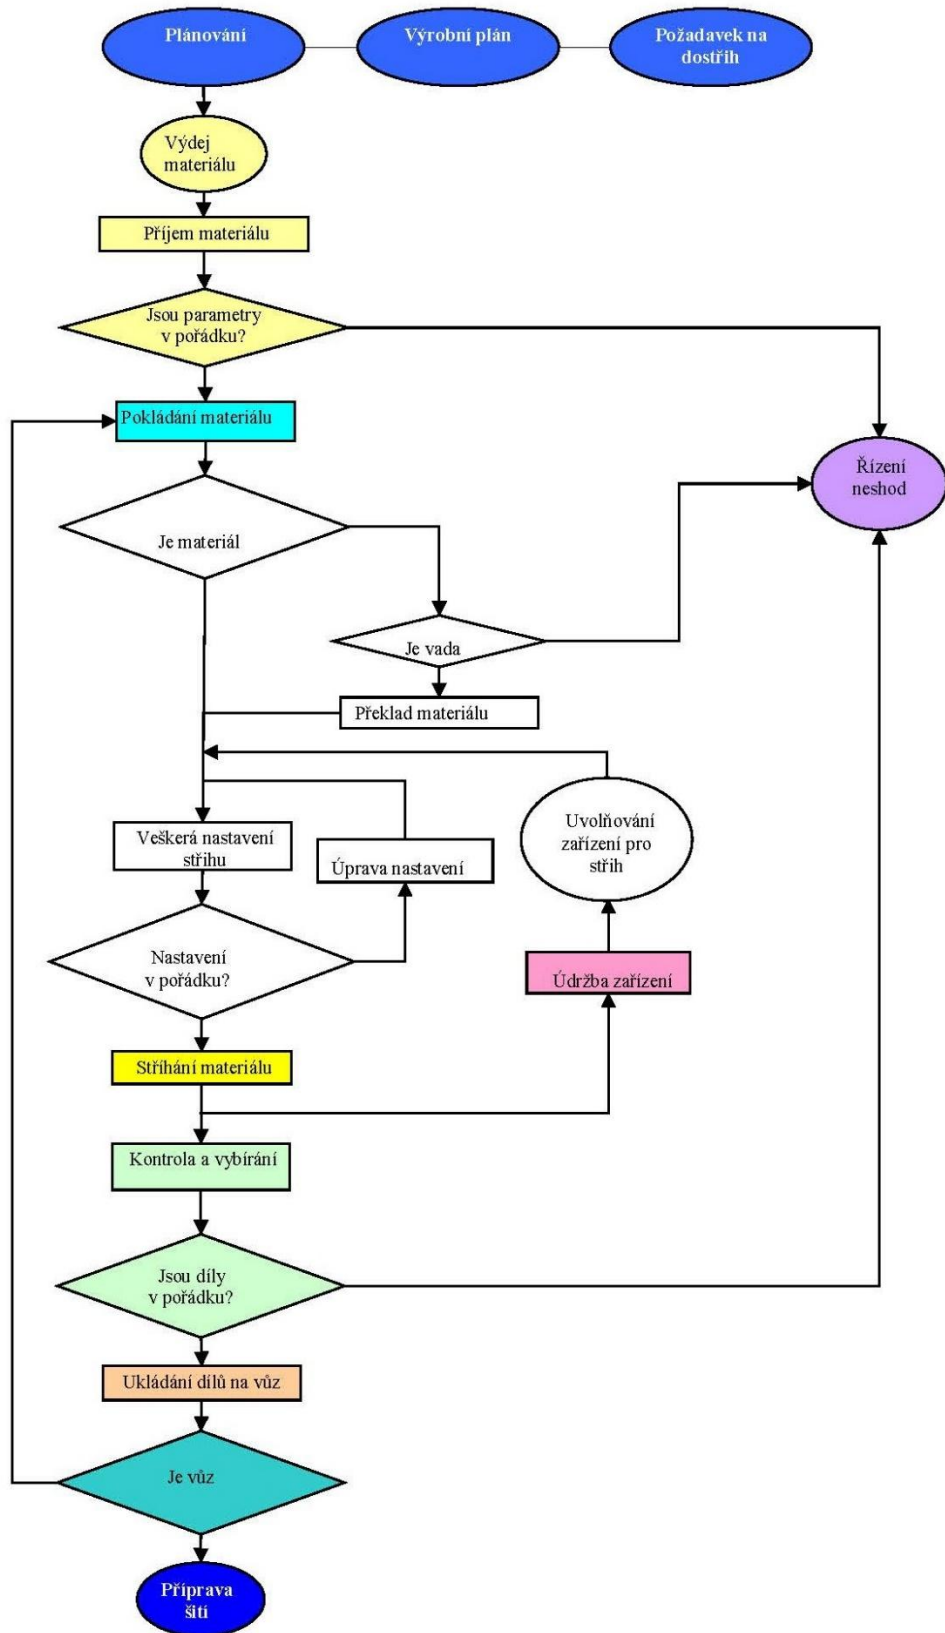 Plánování
Výrobní plán
Požadavek na
dostřih
Výdej
materiálu
Příjem materiálu
Jsou parametry
v pořádku?
Pokládání materiálu
Řízení
neshod
Je materiál
Je vada
Překlad materiálu
Uvolňování
zařízení pro
střih
Veškerá nastavení
střihu
Úprava nastavení
Nastavení
v pořádku?
Údržba zařízení
Stříhání materiálu
Kontrola a vybírání
Jsou díly
v pořádku?
Ukládání dílů na vůz
Je vůz
Příprava
šití